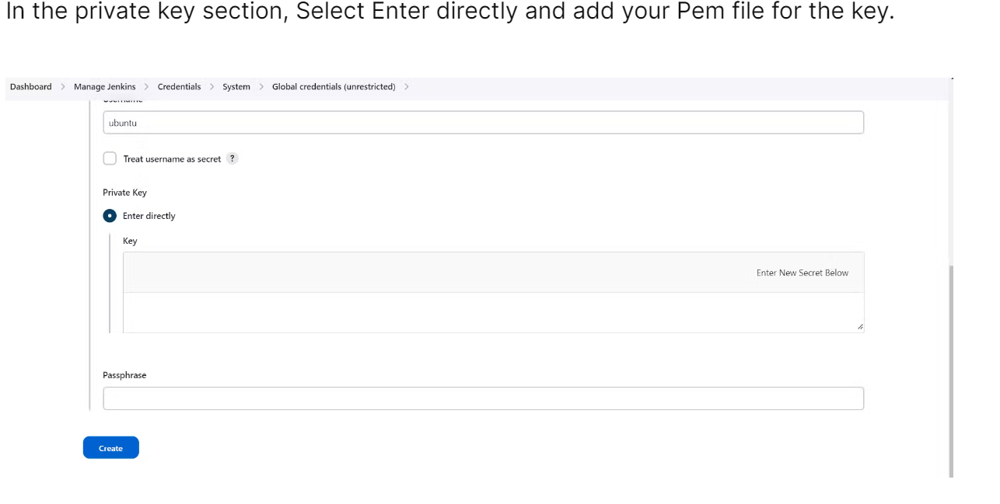 In the private key section, Select Enter directly and add your Pem file for the key.
Dashboard > Manage Jenkins > Credentials > System > Global credentials (unrestricted) >
Username
ubuntu
Treat username as secret ?
Private Key
Enter directly
Key
Enter New Secret Below
Passphrase
Create